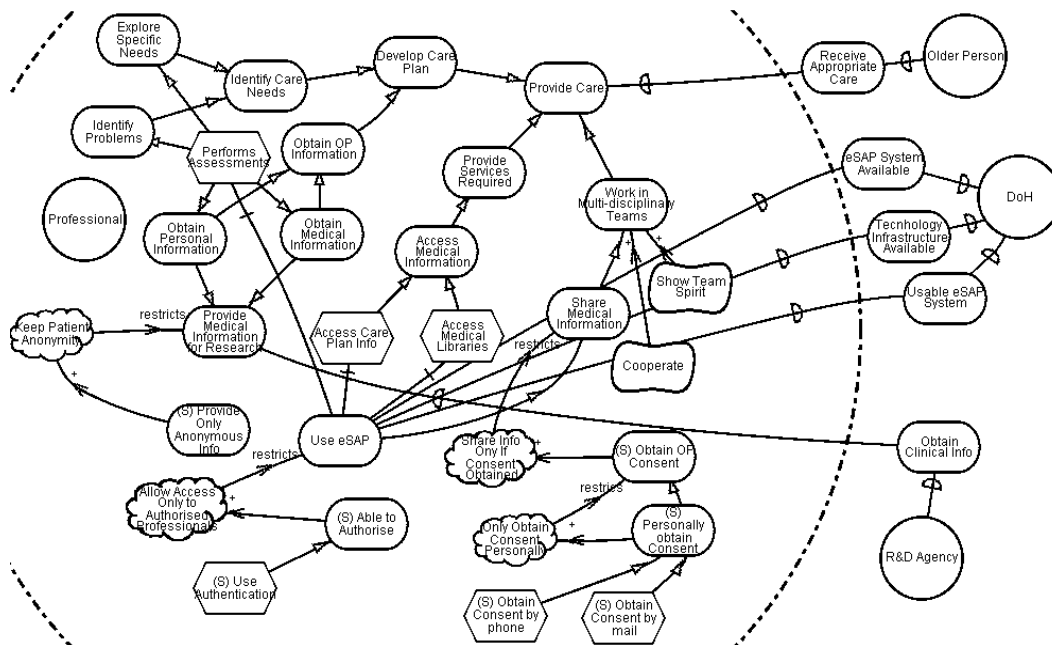 Explore
Specific
Needs
Identify Care
Needs
Develop Care
Plan
Provide Care
Receive
Appropriate
Care
Older Person
Identify
Problems
Performs
Assessments
Obtain OP
Information
Provide
Services
Required
eSAP System
Available
DoH
Professional
Obtain
Personal
Information
Obtain
Medical
Information
Access
Medical
Information
Work in
Multi-disciplinary
Teams
+
+
Tecnhology
Infrastructure
Available
Show Team
Spirit
Usable eSAP
System
Keep Patient
Anonymity
restricts
Provide
Medical
Information
for Research
Access Care
Plan Info
Access
Medical
Libraries
Share
Medical
Information
restricts
Cooperate
+
(S) Provide
Only
Anonymous
Info
Use eSAP
restricts
Share Info
Ony If
Consent
Obtained
+
(S) Obtain OP
Consent
Obtain
Clinical Info
Allow Access
Only to
Authorised
Professionals
+
(S) Able to
Authorise
restricts
Only Obtain
Consent
Personally
+
(S)
Personally
obtain
Consent
R&D Agency
(S) Use
Authentication
(S) Obtain
Consent by
phone
(S) Obtain
Consent by
mail